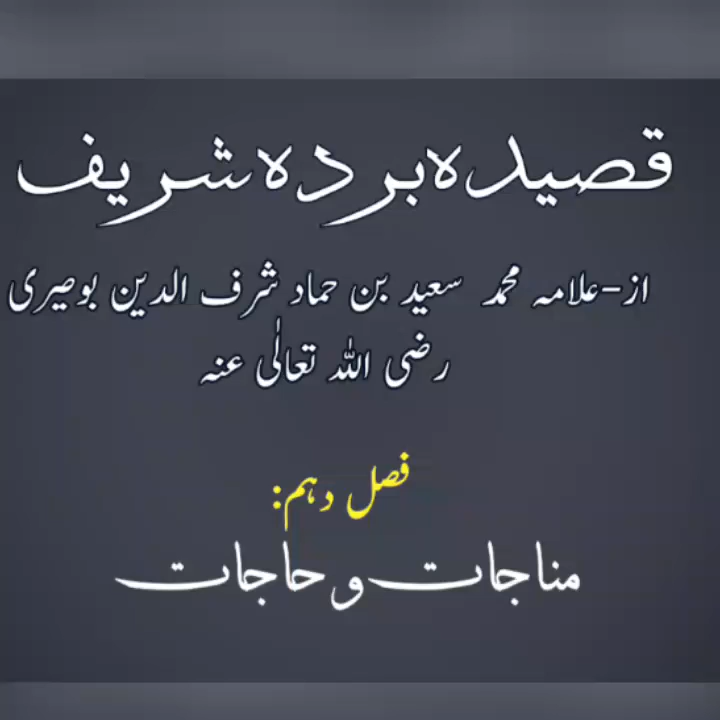 قصیدہ بردہ شریف
از-علامہ محمد سعید بن حماد شرف الدین بوصیری
رضی اللہ تعالٰی عنہ
فصل دہم:
مناجات و حاجات